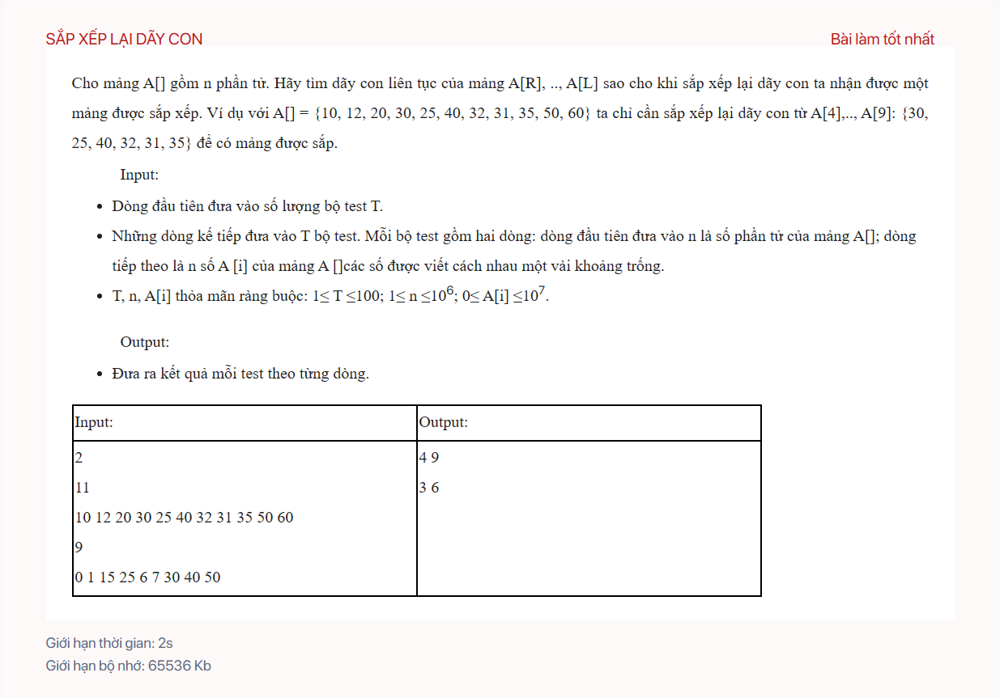 SẮP XẾP LẠI DÃY CON
Bài làm tốt nhất
Cho mảng A[] gồm n phần tử. Hãy tìm dãy con liên tục của mảng A[R], .., A[L] sao cho khi sắp xếp lại dãy con ta nhận được một
mảng được sắp xếp. Ví dụ với A[] = {10, 12, 20, 30, 25, 40, 32, 31, 35, 50, 60} ta chỉ cần sắp xếp lại dãy con từ A[4],.., A[9]: {30,
25, 40, 32, 31, 35} để có mảng được sắp.
Input:
• Dòng đầu tiên đưa vào số lượng bộ test T.
• Những dòng kế tiếp đưa vào T bộ test. Mỗi bộ test gồm hai dòng: dòng đầu tiên đưa vào n là số phần tử của mảng A[]; dòng
tiếp theo là n số A [i] của mảng A []các số được viết cách nhau một vài khoảng trống.
• T, n, A[i] thỏa mãn ràng buộc: 1≤ T ≤100; 1≤ n ≤10⁶; 0≤ A[i] ≤10⁷.
Output:
• Đưa ra kết quả mỗi test theo từng dòng.
Input:
Output:
2
11
10 12 20 30 25 40 32 31 35 50 60
9
0 1 15 25 6 7 30 40 50
4 9
3 6
Giới hạn thời gian: 2s
Giới hạn bộ nhớ: 65536 Kb